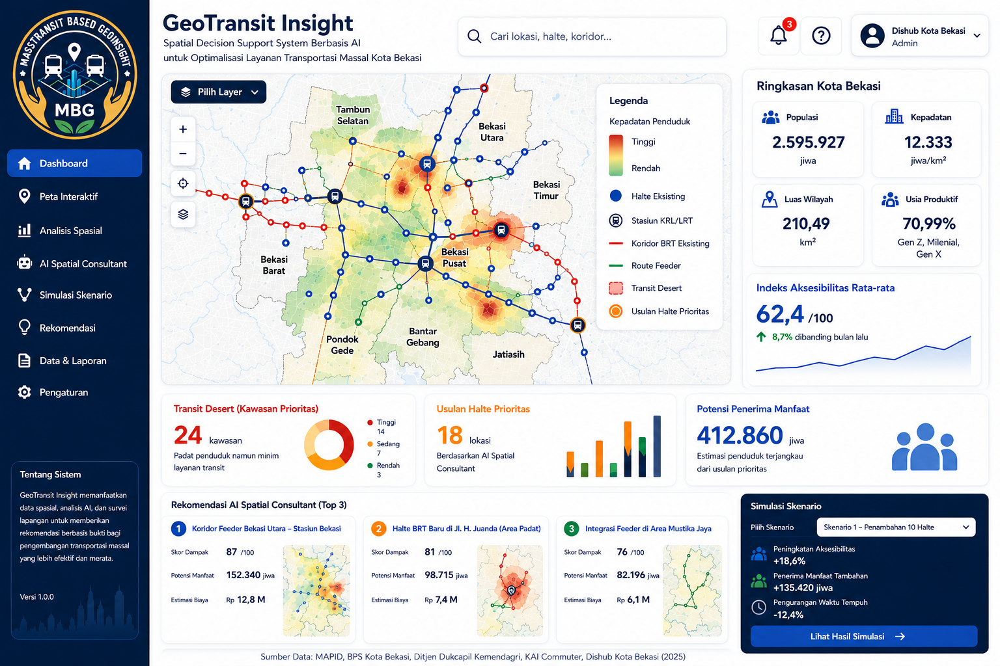 MASSTRANSIT BASED GEOINSIGHT
MBG
Dashboard
Peta Interaktif
Analisis Spasial
AI Spatial Consultant
Simulasi Skenario
Rekomendasi
Data & Laporan
Pengaturan
Tentang Sistem
GeoTransit Insight memanfaatkan
data spasial, analisis AI, dan survei
lapangan untuk memberikan
rekomendasi berbasis bukti bagi
pengembangan transportasi massal
yang lebih efektif dan merata.
Versi 1.0.0
GeoTransit Insight
Spatial Decision Support System Berbasis AI
untuk Optimalisasi Layanan Transportasi Massal Kota Bekasi
Cari lokasi, halte, koridor...
3
?
Dishub Kota Bekasi
Admin
Pilih Layer
+
−
Tambun
Selatan
Bekasi
Utara
Bekasi
Timur
Bekasi
Barat
Bekasi
Pusat
Pondok
Gede
Bantar
Gebang
Jatiasih
Legenda
Kepadatan Penduduk
Tinggi
Rendah
Halte Eksisting
Stasiun KRL/LRT
Koridor BRT Eksisting
Route Feeder
Transit Desert
Usulan Halte Prioritas
Ringkasan Kota Bekasi
Populasi
2.595.927
jiwa
Kepadatan
12.333
jiwa/km²
Luas Wilayah
210,49
km²
Usia Produktif
70,99%
Gen Z, Milenial,
Gen X
Indeks Aksesibilitas Rata-rata
62,4 /100
8,7% dibanding bulan lalu
Transit Desert (Kawasan Prioritas)
24 kawasan
Padat penduduk namun minim
layanan transit
Tinggi
14
Sedang
7
Rendah
3
Usulan Halte Prioritas
18 lokasi
Berdasarkan AI Spatial
Consultant
Potensi Penerima Manfaat
412.860 jiwa
Estimasi penduduk terjangkau
dari usulan prioritas
Rekomendasi AI Spatial Consultant (Top 3)
1 Koridor Feeder Bekasi Utara – Stasiun Bekasi
Skor Dampak 87 /100
Potensi Manfaat 152.340 jiwa
Estimasi Biaya Rp 12,8 M
2 Halte BRT Baru di Jl. H. Juanda (Area Padat)
Skor Dampak 81 /100
Potensi Manfaat 98.715 jiwa
Estimasi Biaya Rp 7,4 M
3 Integrasi Feeder di Area Mustika Jaya
Skor Dampak 76 /100
Potensi Manfaat 82.196 jiwa
Estimasi Biaya Rp 6,1 M
Simulasi Skenario
Piiih Skenario
Skenario 1 – Penambahan 10 Halte
Peningkatan Aksesibilitas
+18,6%
Penerima Manfaat Tambahan
+135.420 jiwa
Pengurangan Waktu Tempuh
-12,4%
Lihat Hasil Simulasi →
Sumber Data: MAPID, BPS Kota Bekasi, Ditjen Dukcapil Kemendagri, KAI Commuter, Dishub Kota Bekasi (2025)